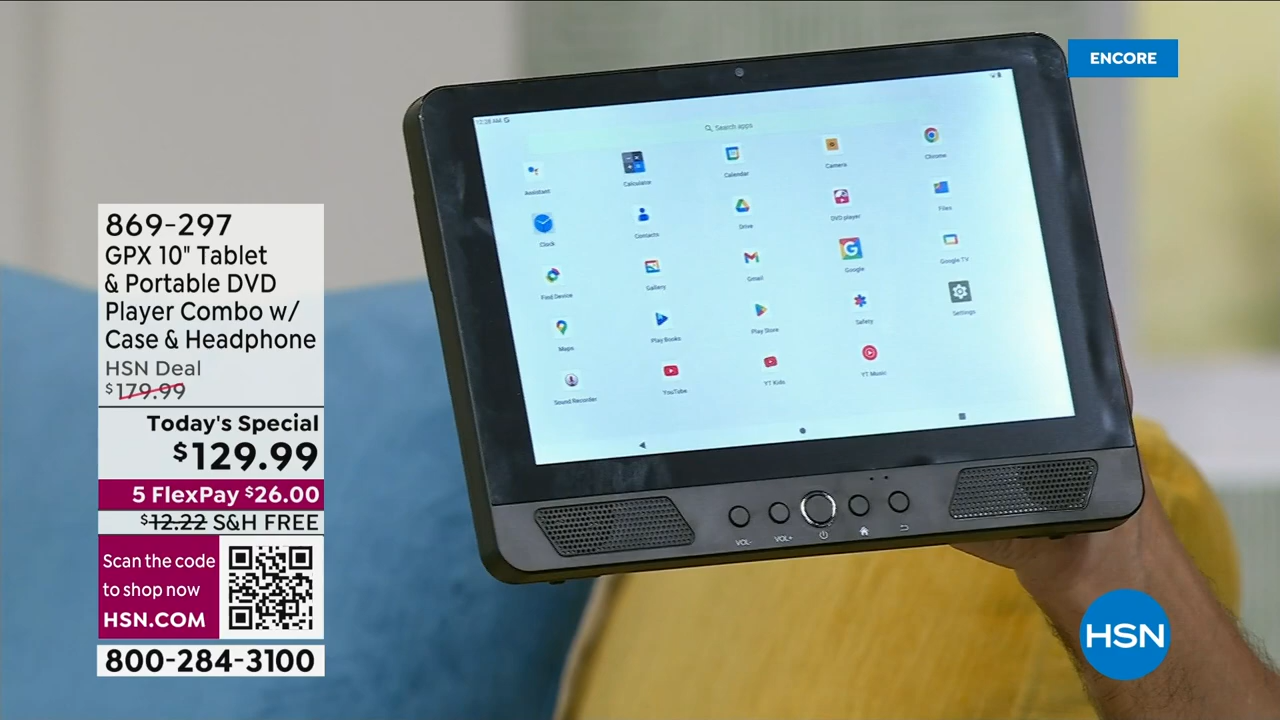 ENCORE
869-297
GPX 10" Tablet
& Portable DVD
Player Combo w/
Case & Headphone
HSN Deal
$179.99
Today's Special
$129.99
5 FlexPay $26.00
$12.22 S&H FREE
Scan the code
to shop now
HSN.COM
800-284-3100
12:28 AM G
Search apps
Assistant
Calculator
Calendar
Camera
Chrome
Clock
Contacts
Drive
DVD player
Files
Find Device
Gallery
Gmail
Google
Google TV
Maps
Play Books
Play Store
Safety
Settings
Sound Recorder
YouTube
YT Kids
YT Music
VOL-
VOL+
HSN